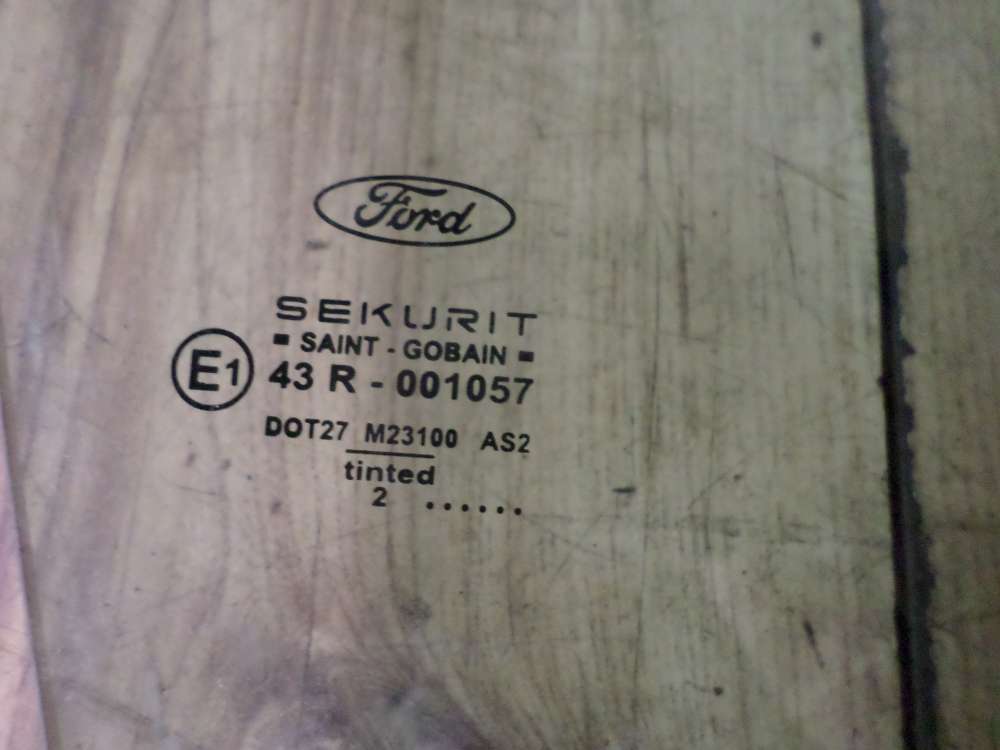 Ford
SEKURIT
SAINT - GOBAIN
E1 43 R - 001057
DOT27 M23100 AS2
tinted
2 ......